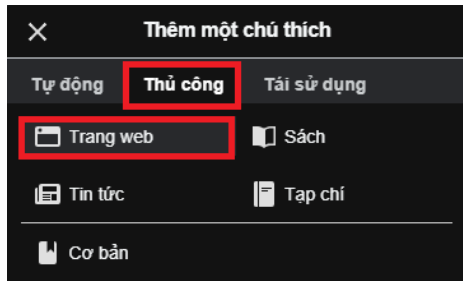 Thêm một chú thích
Tự động Thủ công Tái sử dụng
Trang web Sách
Tin tức Tạp chí
Cơ bản